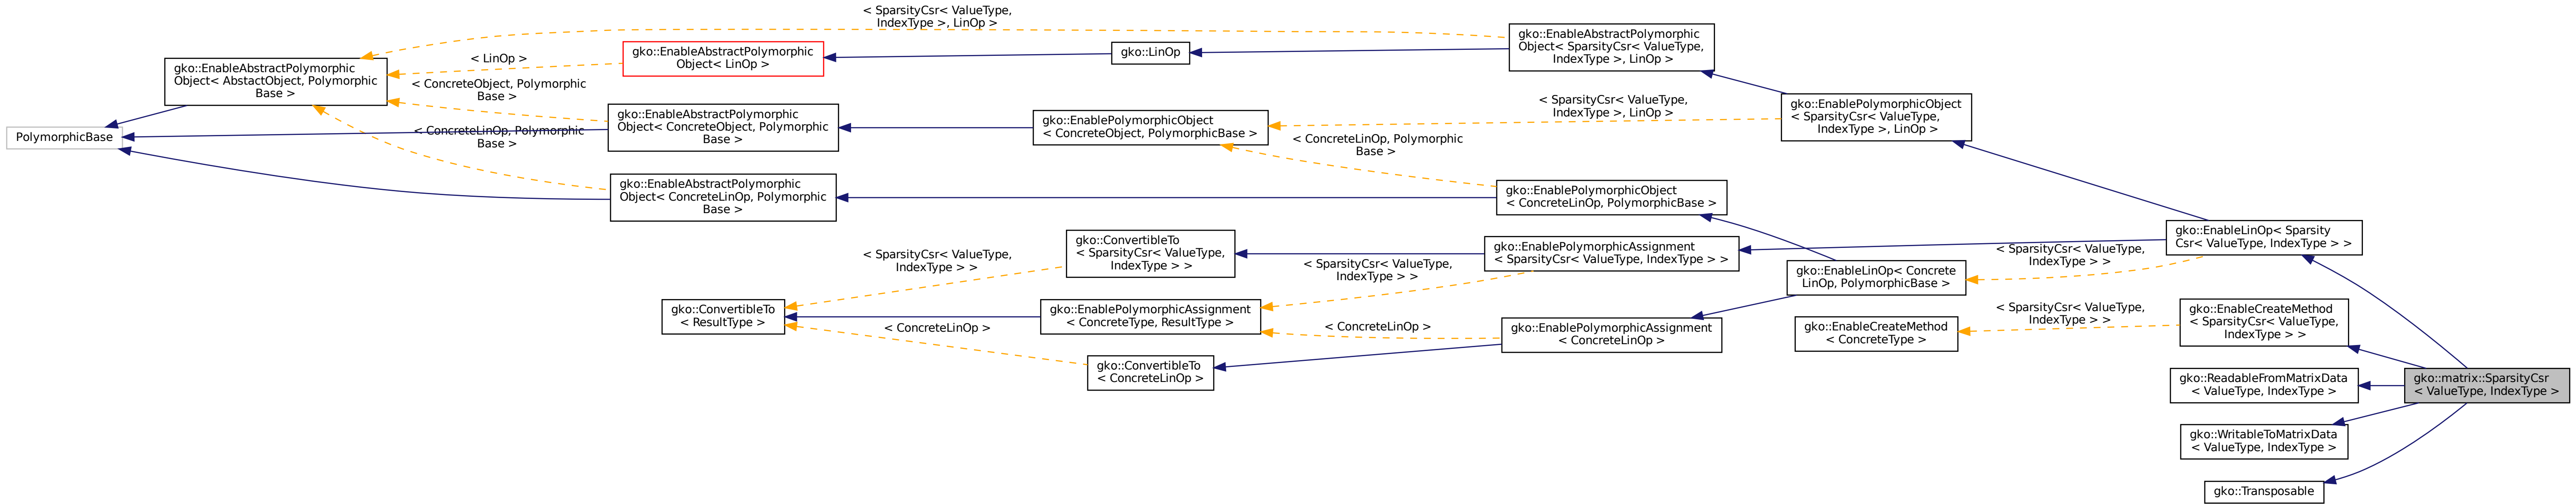 PolymorphicBase
gko::EnableAbstractPolymorphic
Object< AbstactObject, Polymorphic
Base >
< SparsityCsr< ValueType,
IndexType >, LinOp >
< LinOp >
< ConcreteObject, Polymorphic
Base >
< ConcreteLinOp, Polymorphic
Base >
gko::EnableAbstractPolymorphic
Object< LinOp >
gko::EnableAbstractPolymorphic
Object< ConcreteObject, Polymorphic
Base >
gko::EnableAbstractPolymorphic
Object< ConcreteLinOp, Polymorphic
Base >
gko::ConvertibleTo
< ResultType >
< SparsityCsr< ValueType,
IndexType > >
< ConcreteLinOp >
gko::LinOp
gko::EnablePolymorphicObject
< ConcreteObject, PolymorphicBase >
gko::ConvertibleTo
< SparsityCsr< ValueType,
IndexType > >
gko::EnablePolymorphicAssignment
< ConcreteType, ResultType >
gko::ConvertibleTo
< ConcreteLinOp >
< SparsityCsr< ValueType,
IndexType >, LinOp >
< ConcreteLinOp, Polymorphic
Base >
< SparsityCsr< ValueType,
IndexType > >
< ConcreteLinOp >
gko::EnableAbstractPolymorphic
Object< SparsityCsr< ValueType,
IndexType >, LinOp >
gko::EnablePolymorphicObject
< ConcreteLinOp, PolymorphicBase >
gko::EnablePolymorphicAssignment
< SparsityCsr< ValueType, IndexType > >
gko::EnablePolymorphicAssignment
< ConcreteLinOp >
gko::EnablePolymorphicObject
< SparsityCsr< ValueType,
IndexType >, LinOp >
gko::EnableLinOp< Concrete
LinOp, PolymorphicBase >
gko::EnableCreateMethod
< ConcreteType >
< SparsityCsr< ValueType,
IndexType > >
< SparsityCsr< ValueType,
IndexType > >
gko::EnableLinOp< Sparsity
Csr< ValueType, IndexType > >
gko::EnableCreateMethod
< SparsityCsr< ValueType,
IndexType > >
gko::ReadableFromMatrixData
< ValueType, IndexType >
gko::WritableToMatrixData
< ValueType, IndexType >
gko::Transposable
gko::matrix::SparsityCsr
< ValueType, IndexType >